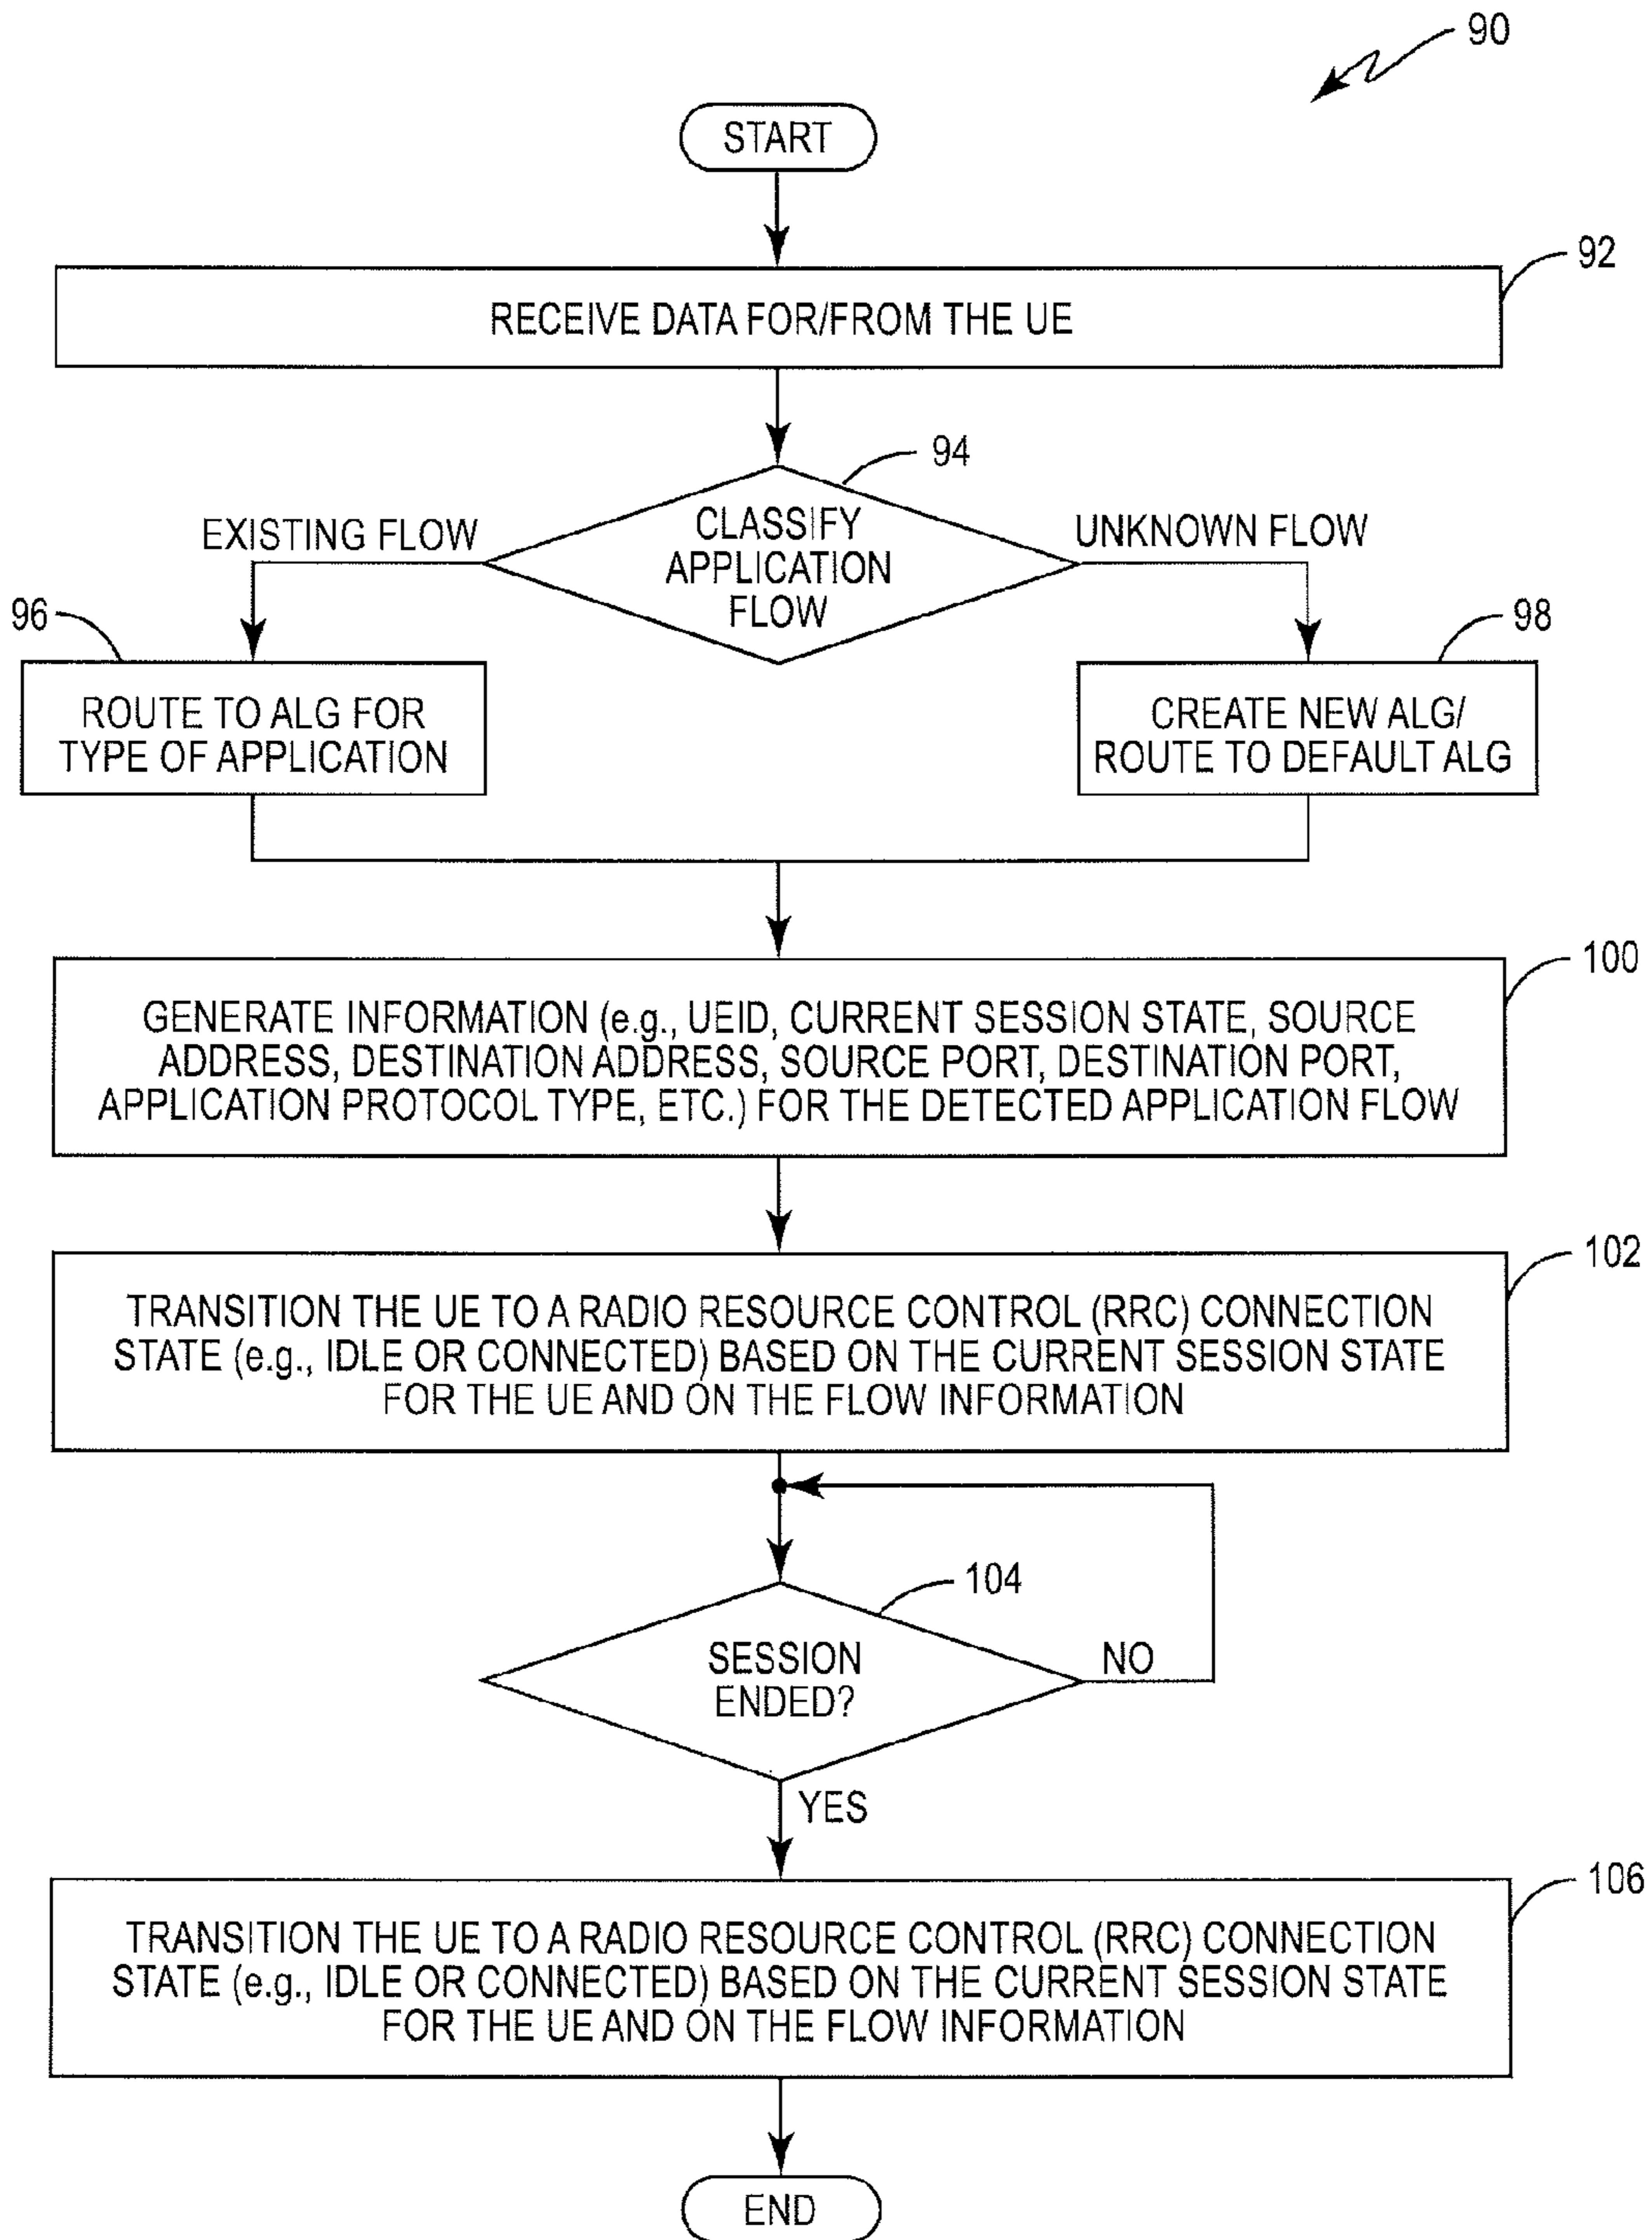 90
START
92
RECEIVE DATA FOR/FROM THE UE
94
CLASSIFY
APPLICATION
FLOW
EXISTING FLOW
UNKNOWN FLOW
96
98
ROUTE TO ALG FOR
TYPE OF APPLICATION
CREATE NEW ALG/
ROUTE TO DEFAULT ALG
100
GENERATE INFORMATION (e.g., UEID, CURRENT SESSION STATE, SOURCE
ADDRESS, DESTINATION ADDRESS, SOURCE PORT, DESTINATION PORT,
APPLICATION PROTOCOL TYPE, ETC.) FOR THE DETECTED APPLICATION FLOW
102
TRANSITION THE UE TO A RADIO RESOURCE CONTROL (RRC) CONNECTION
STATE (e.g., IDLE OR CONNECTED) BASED ON THE CURRENT SESSION STATE
FOR THE UE AND ON THE FLOW INFORMATION
104
SESSION
ENDED?
NO
YES
106
TRANSITION THE UE TO A RADIO RESOURCE CONTROL (RRC) CONNECTION
STATE (e.g., IDLE OR CONNECTED) BASED ON THE CURRENT SESSION STATE
FOR THE UE AND ON THE FLOW INFORMATION
END